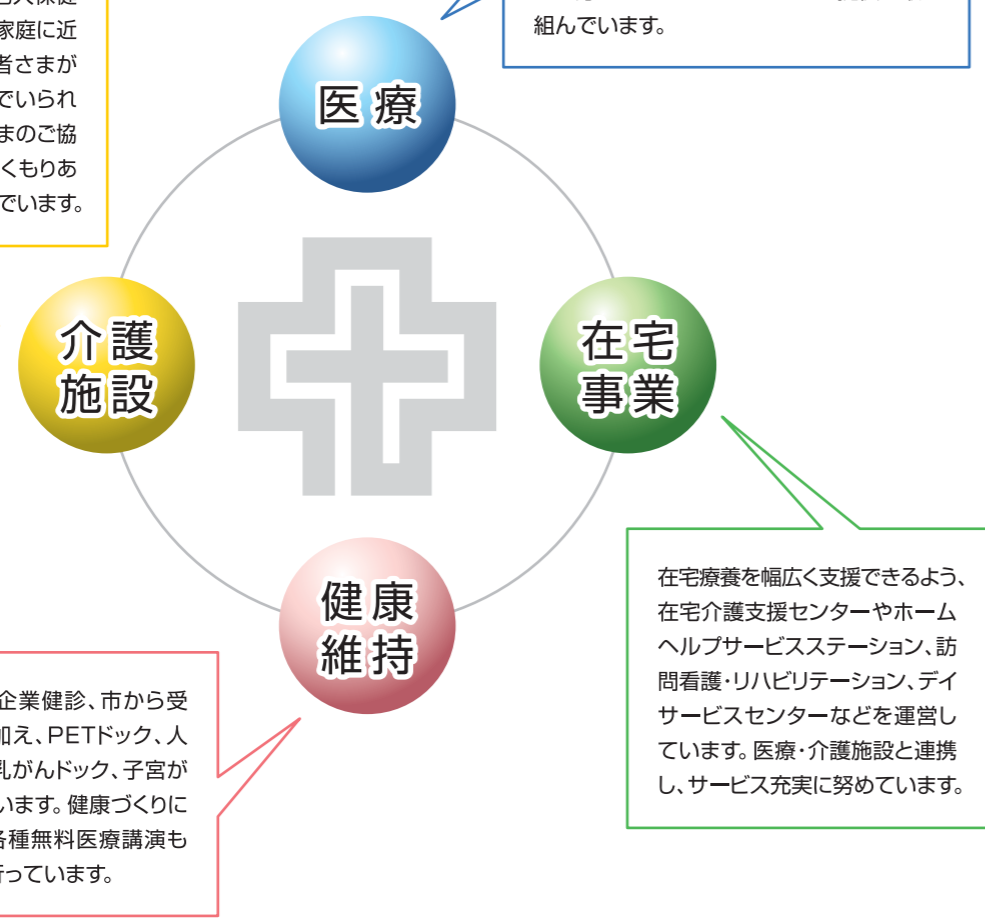 家庭に近
者さまが
でいられ
まのご協
くもりあ
でいます。
組んでいます。
医療
介護
施設
在宅
事業
健康
維持
在宅療養を幅広く支援できるよう、
在宅介護支援センターやホーム
ヘルプサービスステーション、訪
問看護・リハビリテーション、デイ
サービスセンターなどを運営し
ています。医療・介護施設と連携
し、サービス充実に努めています。
企業健診、市から受
加え、PETドック、人
乳がんドック、子宮が
います。健康づくりに
各種無料医療講演も
行っています。